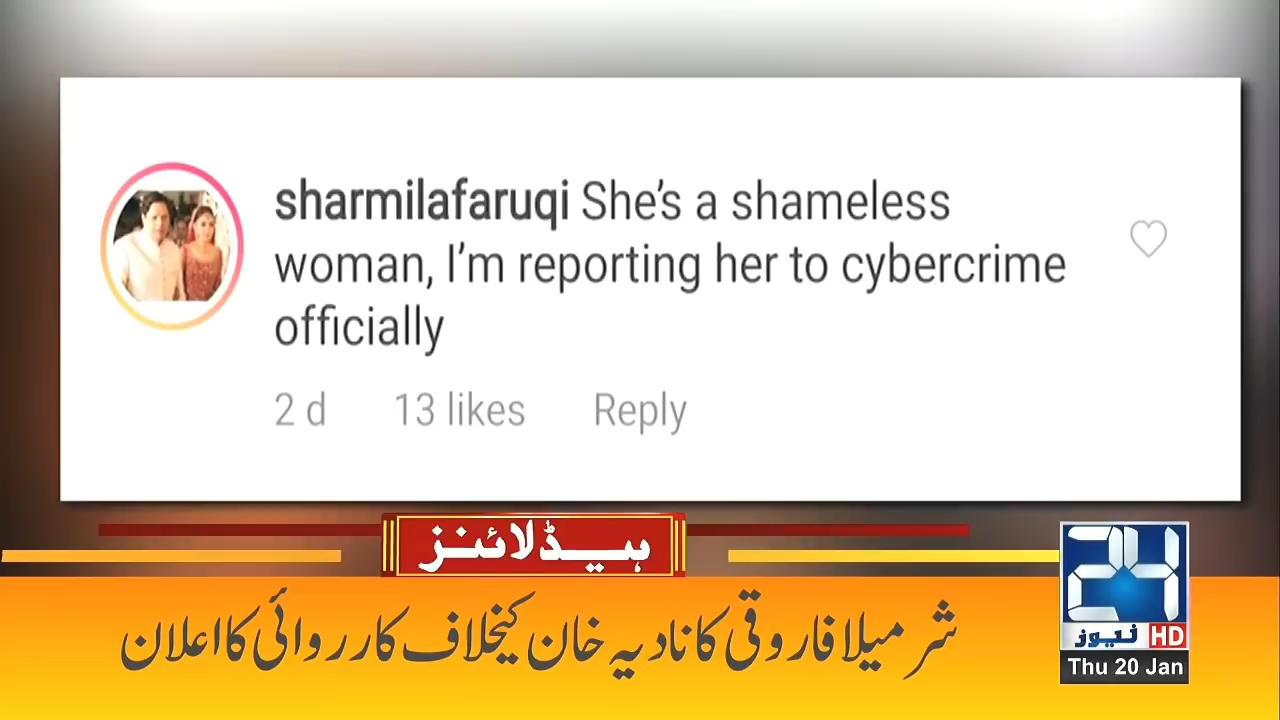 sharmilafaruqi She's a shameless
woman, I'm reporting her to cybercrime
officially
2 d 13 likes Reply
ہیڈلائنز
شرمیلا فاروقی کا نادیہ خان کیخلاف کارروائی کا اعلان
24
نیوز HD
Thu 20 Jan